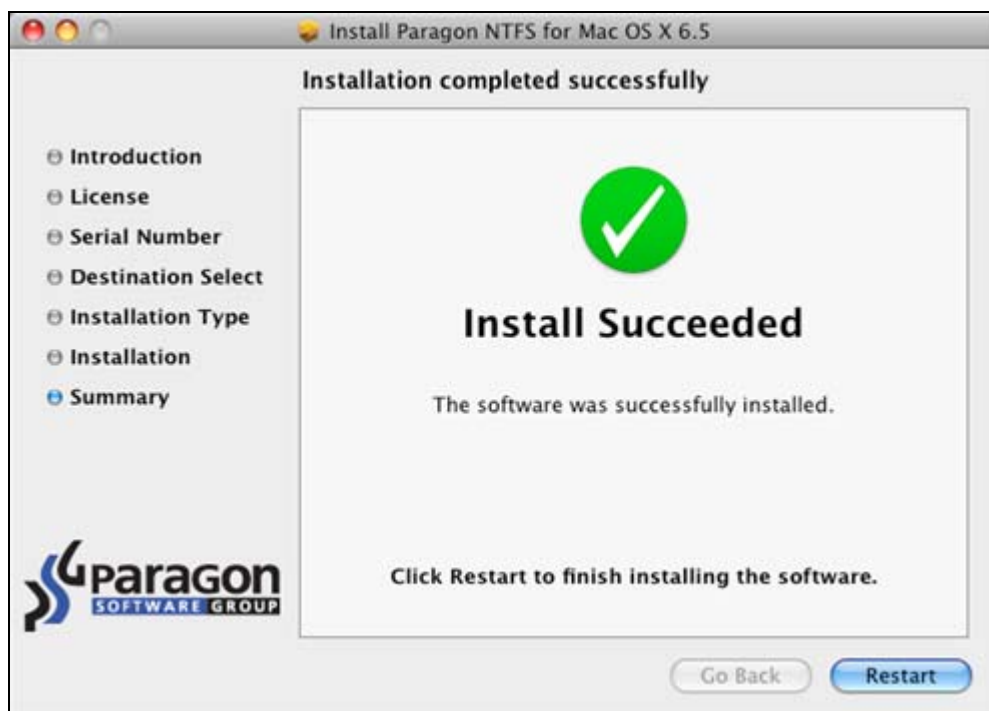 Install Paragon NTFS for Mac OS X 6.5
Installation completed successfully
Introduction
License
Serial Number
Destination Select
Installation Type
Installation
Summary
Install Succeeded
The software was successfully installed.
Click Restart to finish installing the software.
Paragon
SOFTWARE GROUP
Go Back
Restart